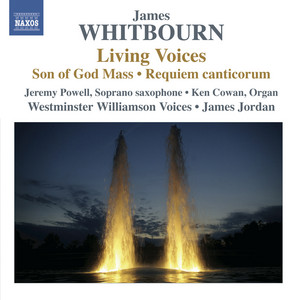 NAXOS
James
WHITBOURN
Living Voices
Son of God Mass • Requiem canticorum
Jeremy Powell, Soprano saxophone • Ken Cowan, Organ
Westminster Williamson Voices • James Jordan